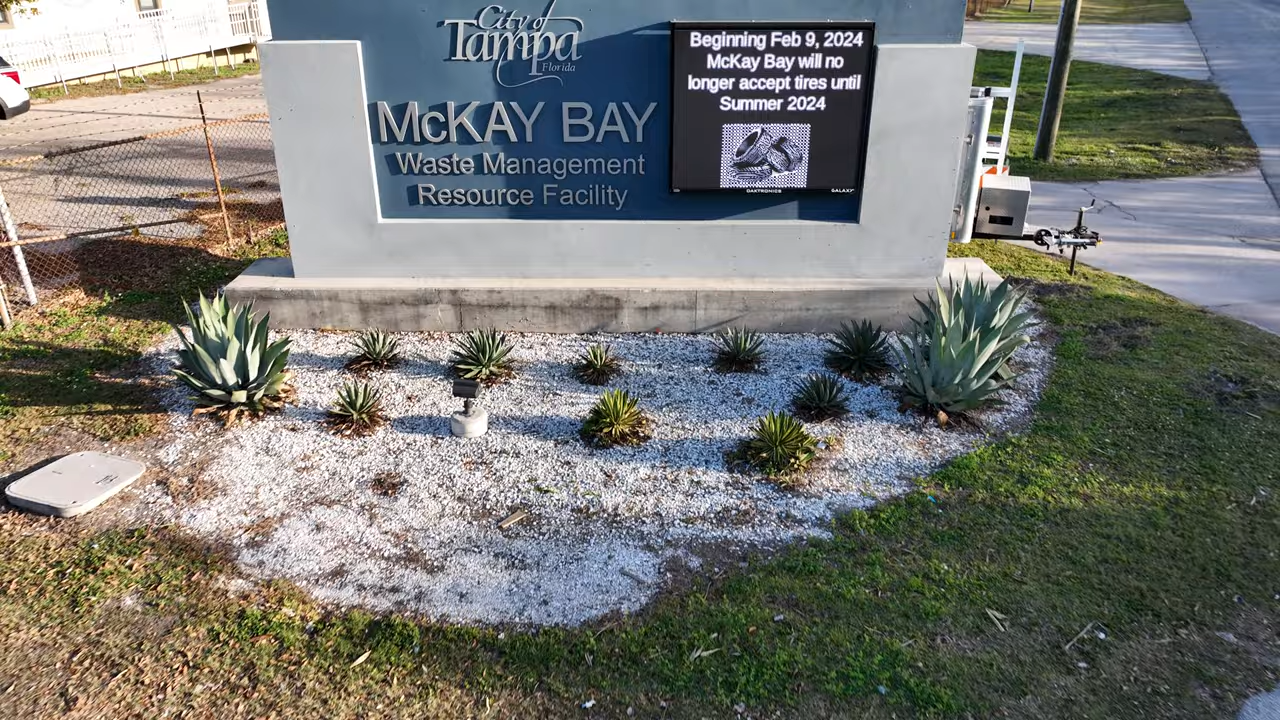 City of
Tampa
Florida
McKAY BAY
Waste Management
Resource Facility
Beginning Feb 9, 2024
McKay Bay will no
longer accept tires until
Summer 2024
DAKTRONICS
GALAXY